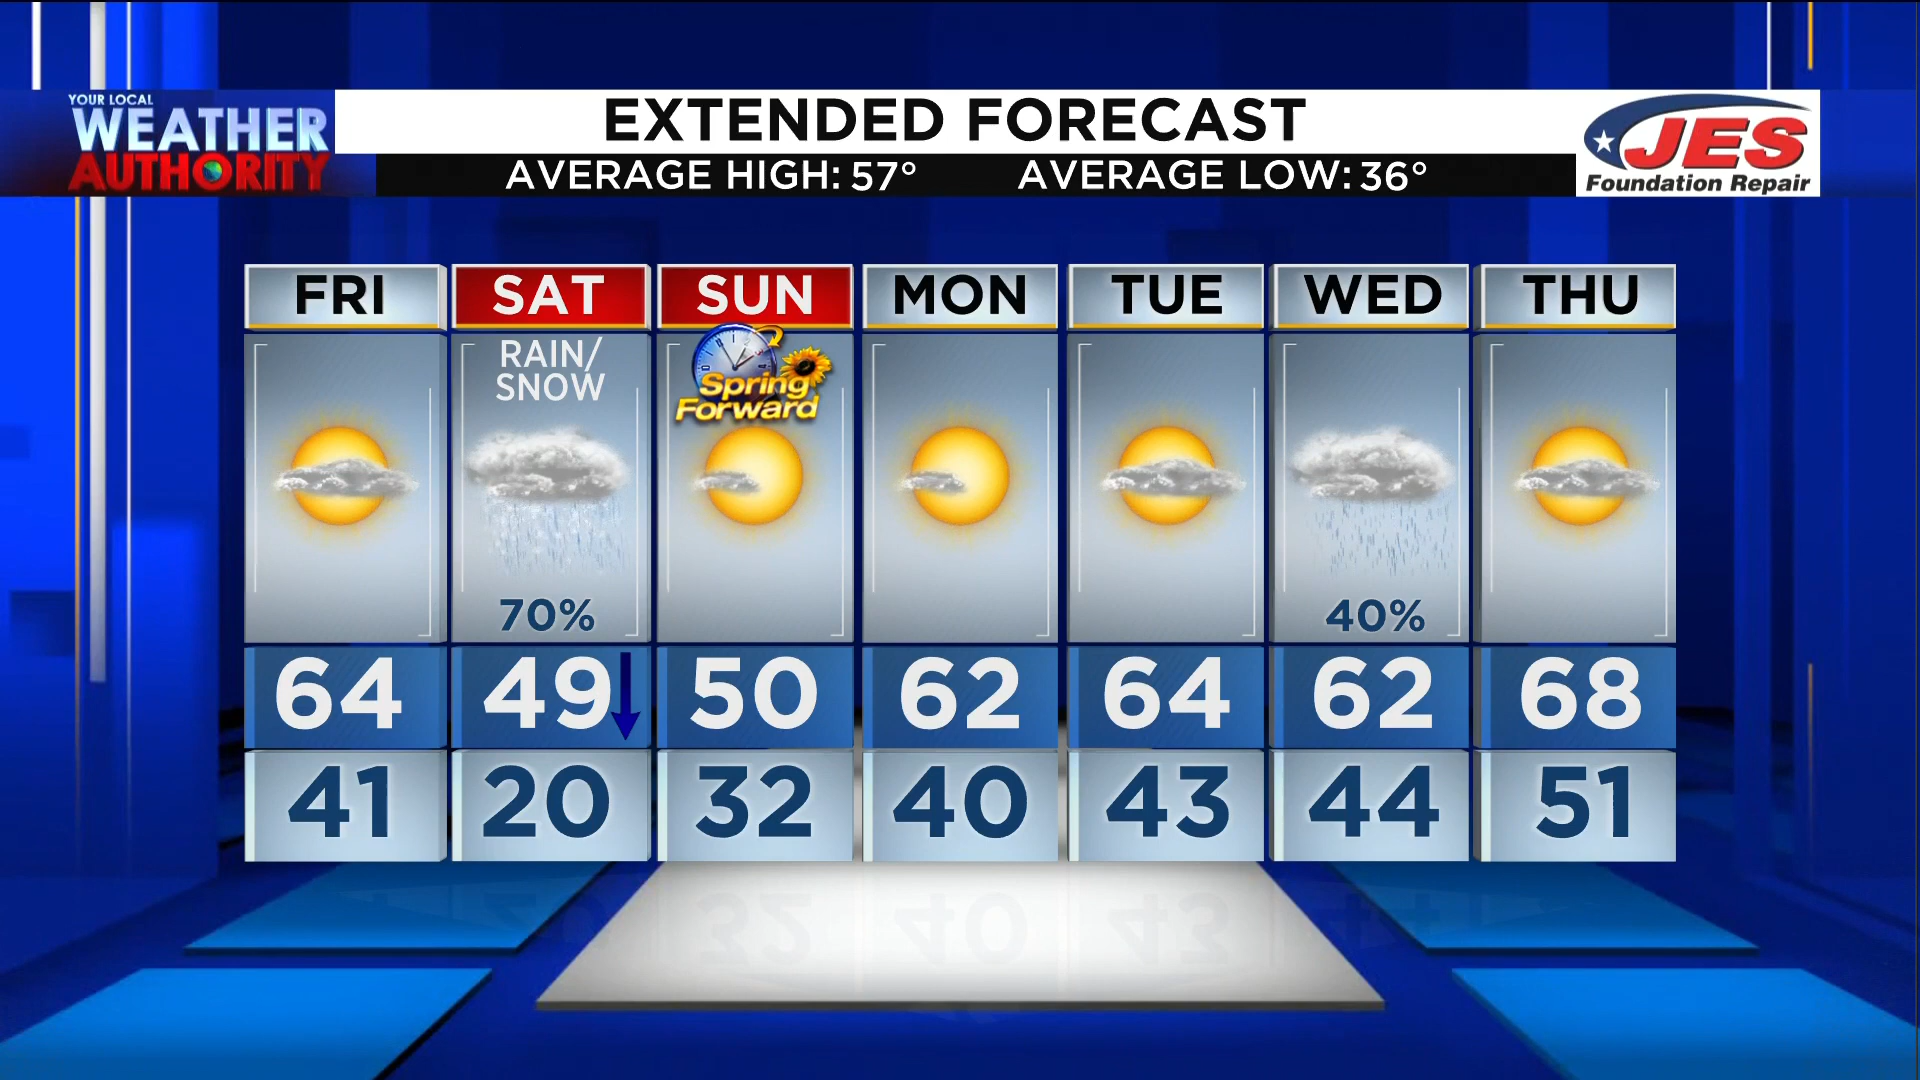 YOUR LOCAL
WEATHER
AUTHORITY
EXTENDED FORECAST
AVERAGE HIGH: 57° AVERAGE LOW: 36°
JES
Foundation Repair
FRI SAT SUN MON TUE WED THU
RAIN/
SNOW
Spring
Forward
70% 40%
64 49 50 62 64 62 68
41 20 32 40 43 44 51